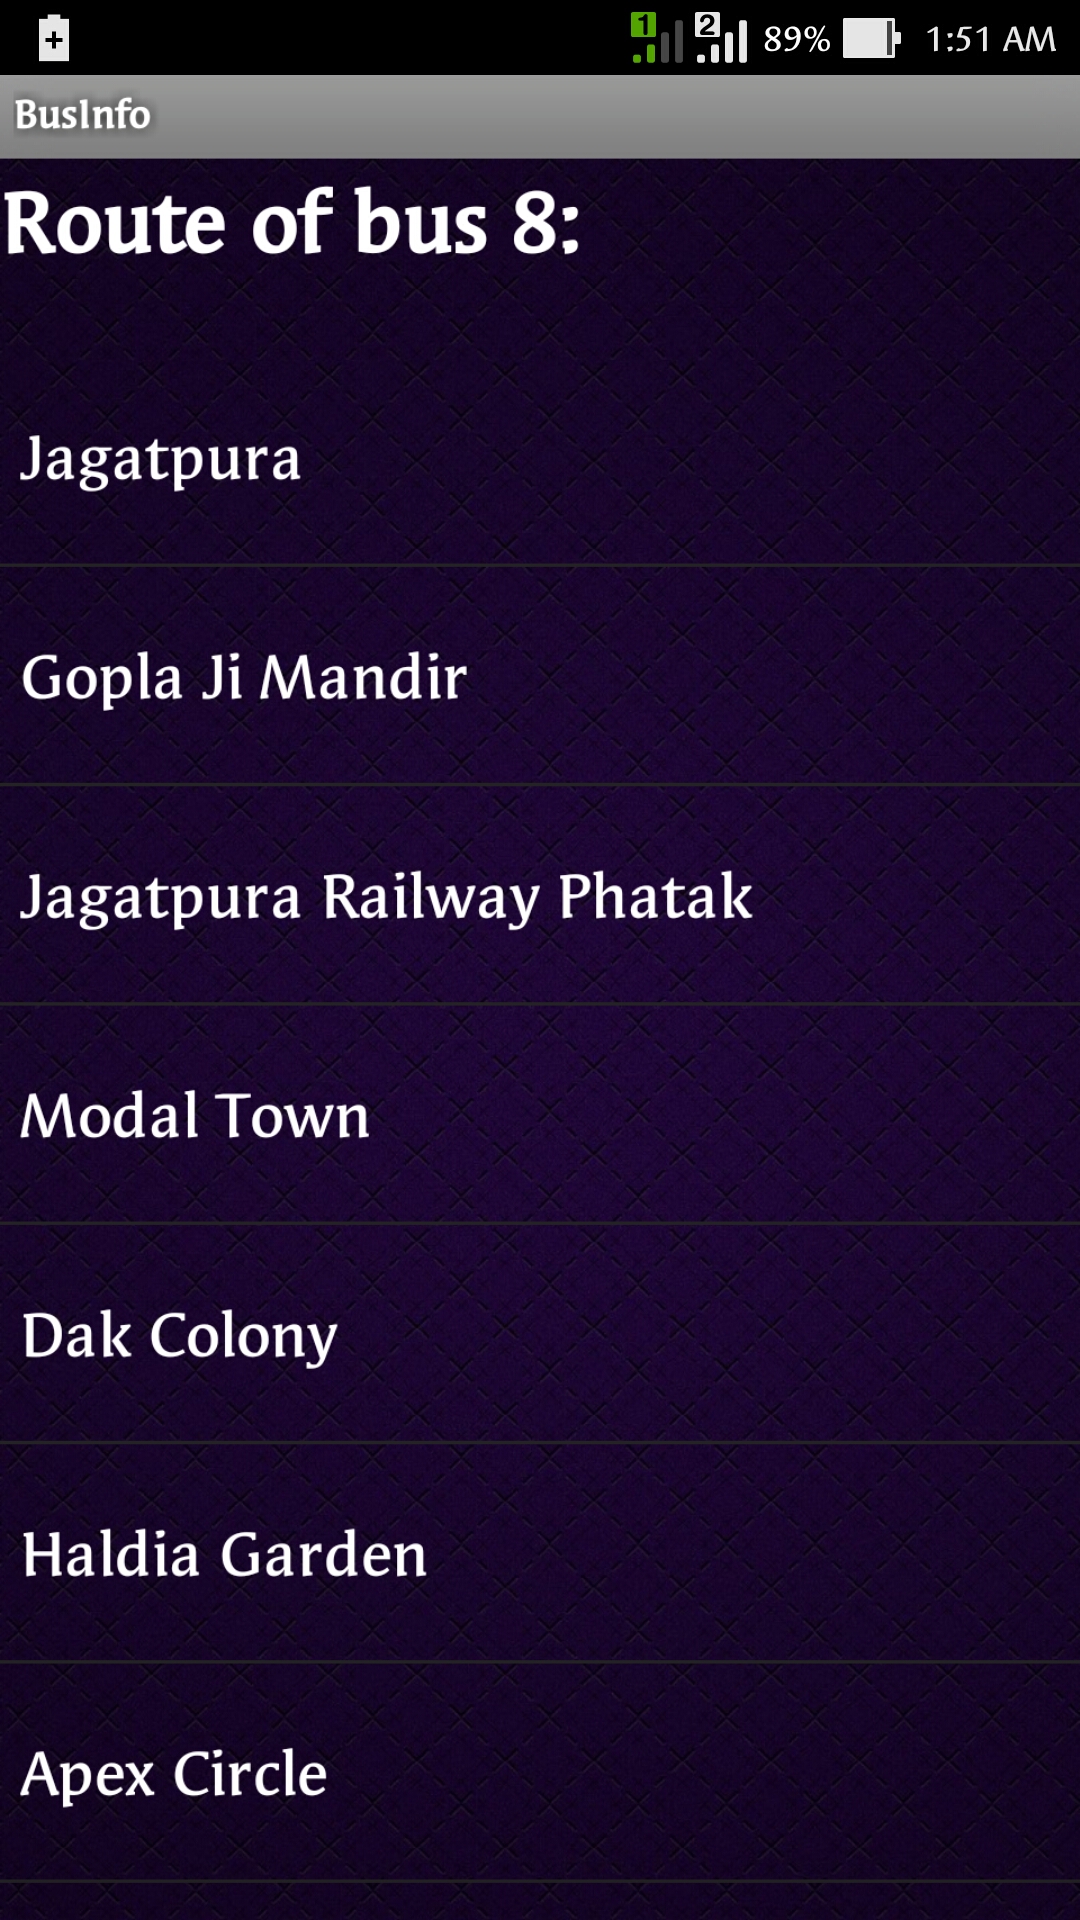 1 2 89% 1:51 AM
BusInfo
Route of bus 8:
Jagatpura
Gopla Ji Mandir
Jagatpura Railway Phatak
Modal Town
Dak Colony
Haldia Garden
Apex Circle